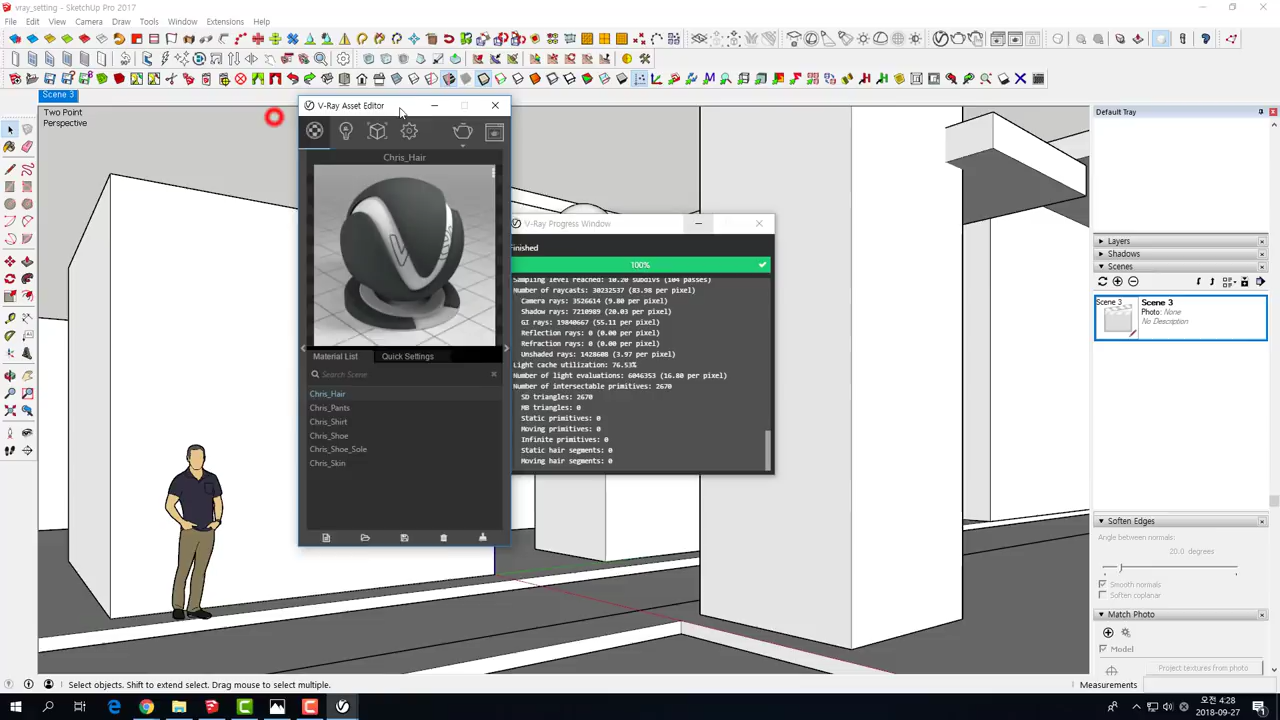 vray_setting - SketchUp Pro 2017
File Edit View Camera Draw Tools Window Extensions Help
Scene 3
Two Point
Perspective
V-Ray Asset Editor
Chris_Hair
Material List Quick Settings
Search Scene
Chris_Hair
Chris_Pants
Chris_Shirt
Chris_Shoe
Chris_Shoe_Sole
Chris_Skin
V-Ray Progress Window
Finished
100%
Sampling level reached: 10.20 subdivs (104 passes)
Number of raycasts: 30232537 (83.98 per pixel)
Camera rays: 3526614 (9.80 per pixel)
Shadow rays: 7210989 (20.03 per pixel)
GI rays: 19840667 (55.11 per pixel)
Reflection rays: 0 (0.00 per pixel)
Refraction rays: 0 (0.00 per pixel)
Unshaded rays: 1428608 (3.97 per pixel)
Light cache utilization: 76.53%
Number of light evaluations: 6046353 (16.80 per pixel)
Number of intersectable primitives: 2670
SD triangles: 2670
MB triangles: 0
Static primitives: 0
Moving primitives: 0
Infinite primitives: 0
Static hair segments: 0
Moving hair segments: 0
Default Tray
Layers
Shadows
Scenes
Scene 3
Scene 3
Photo: None
No Description
Soften Edges
Angle between normals:
20.0 degrees
Smooth normals
Soften coplanar
Match Photo
Model
Project textures from photo
Select objects. Shift to extend select. Drag mouse to select multiple.
Measurements
오전 4:28
2018-09-27